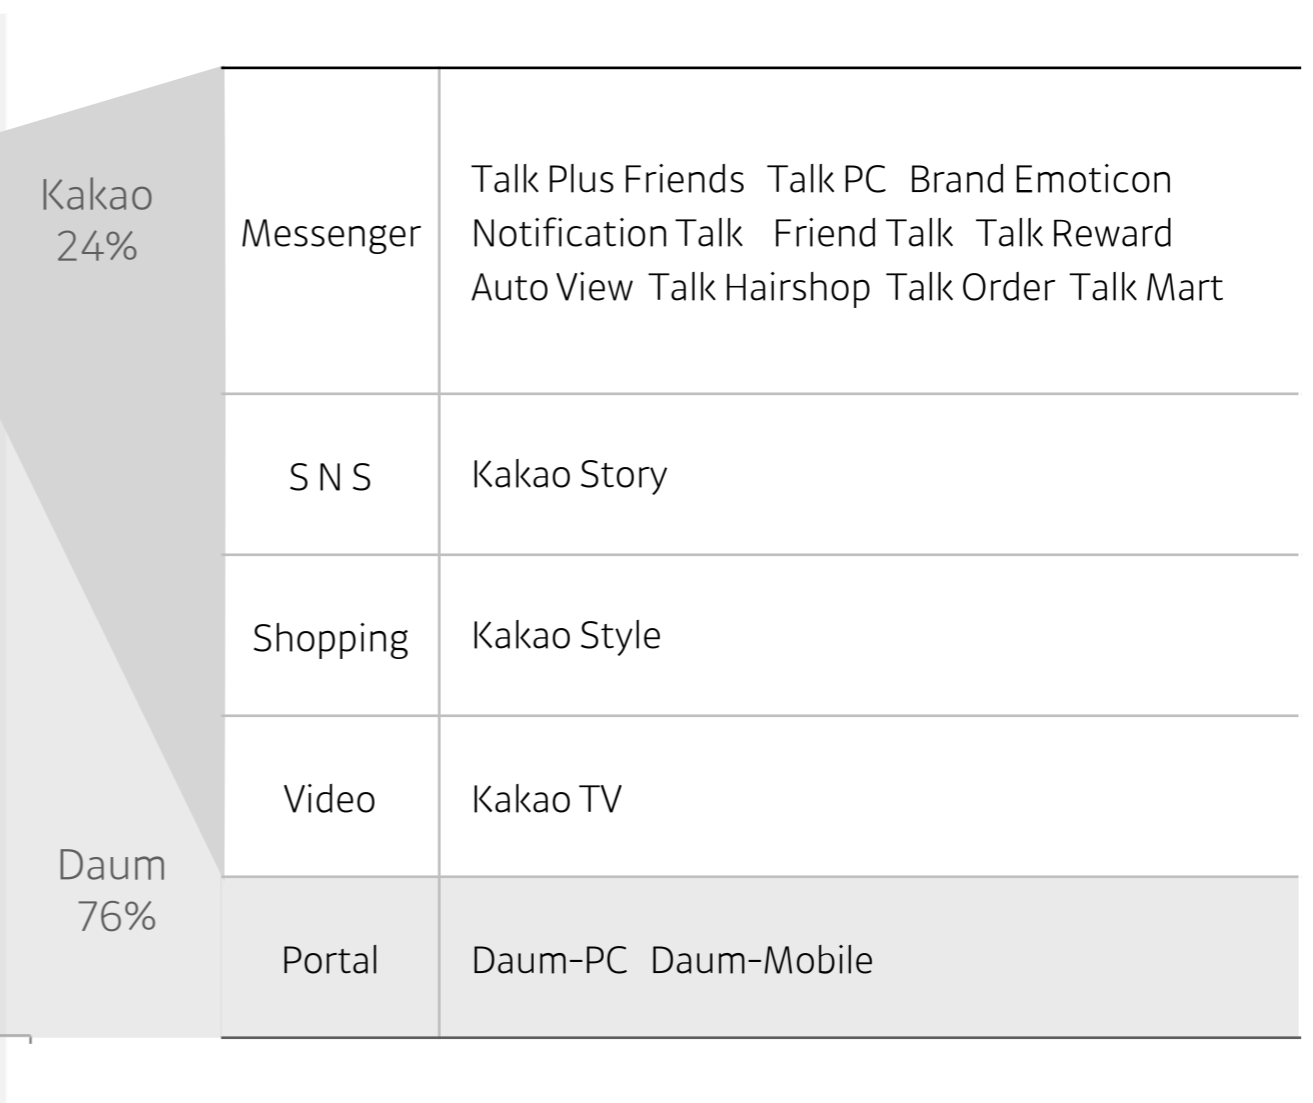 Kakao
24%
Messenger
Talk Plus Friends Talk PC Brand Emoticon
Notification Talk Friend Talk Talk Reward
Auto View Talk Hairshop Talk Order Talk Mart
S N S
Kakao Story
Shopping
Kakao Style
Video
Kakao TV
Daum
76%
Portal
Daum-PC Daum-Mobile